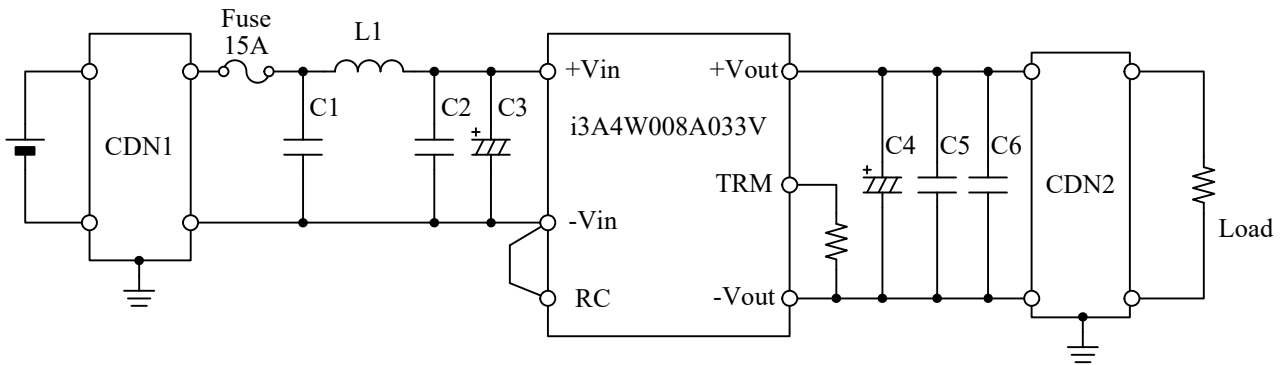 Fuse
15A
L1
+Vin
+Vout
C1
C2
C3
i3A4W008A033V
CDN1
+
C4
C5
C6
+
TRM
CDN2
-Vin
Load
RC
-Vout